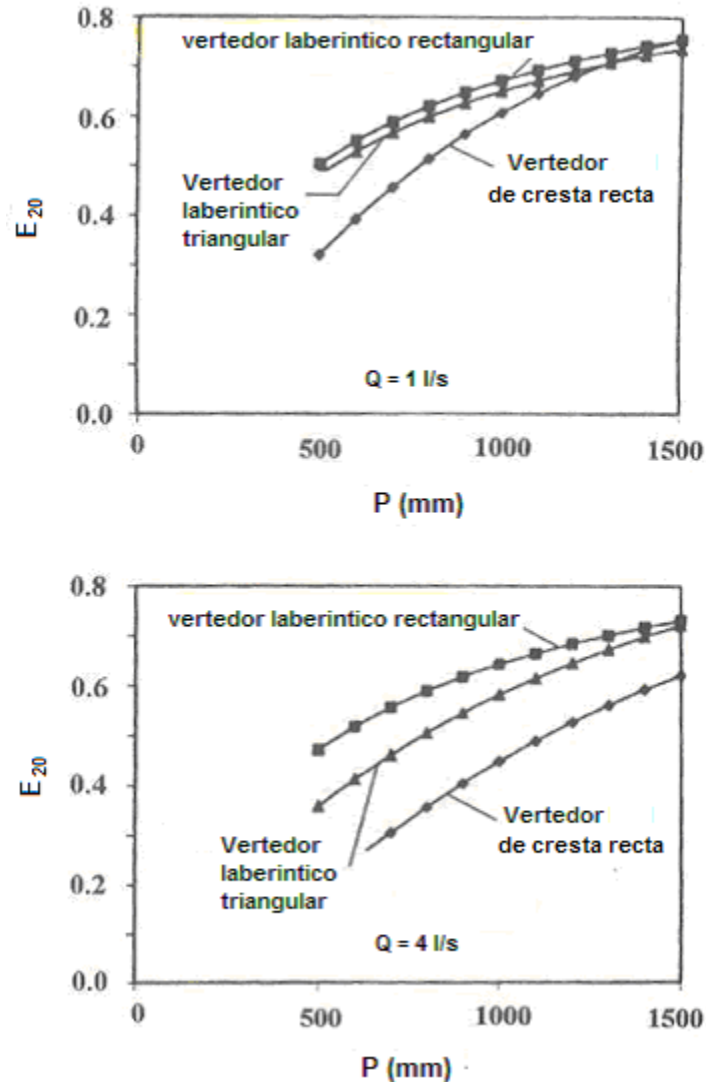 0.8
vertedor laberintico rectangular
0.6
Vertedor
de cresta recta
Vertedor
laberintico
triangular
E20
0.4
0.2
Q = 1 l/s
0.0
0
500
1000
1500
P (mm)
0.8
vertedor laberintico rectangular
0.6
E20
0.4
Vertedor
de cresta recta
Vertedor
laberintico
triangular
0.2
Q = 4 l/s
0.0
0
500
1000
1500
P (mm)